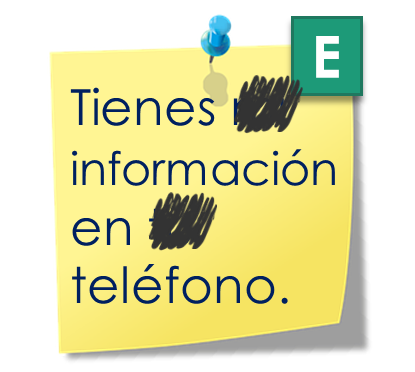 E
Tienes
información
en
teléfono.